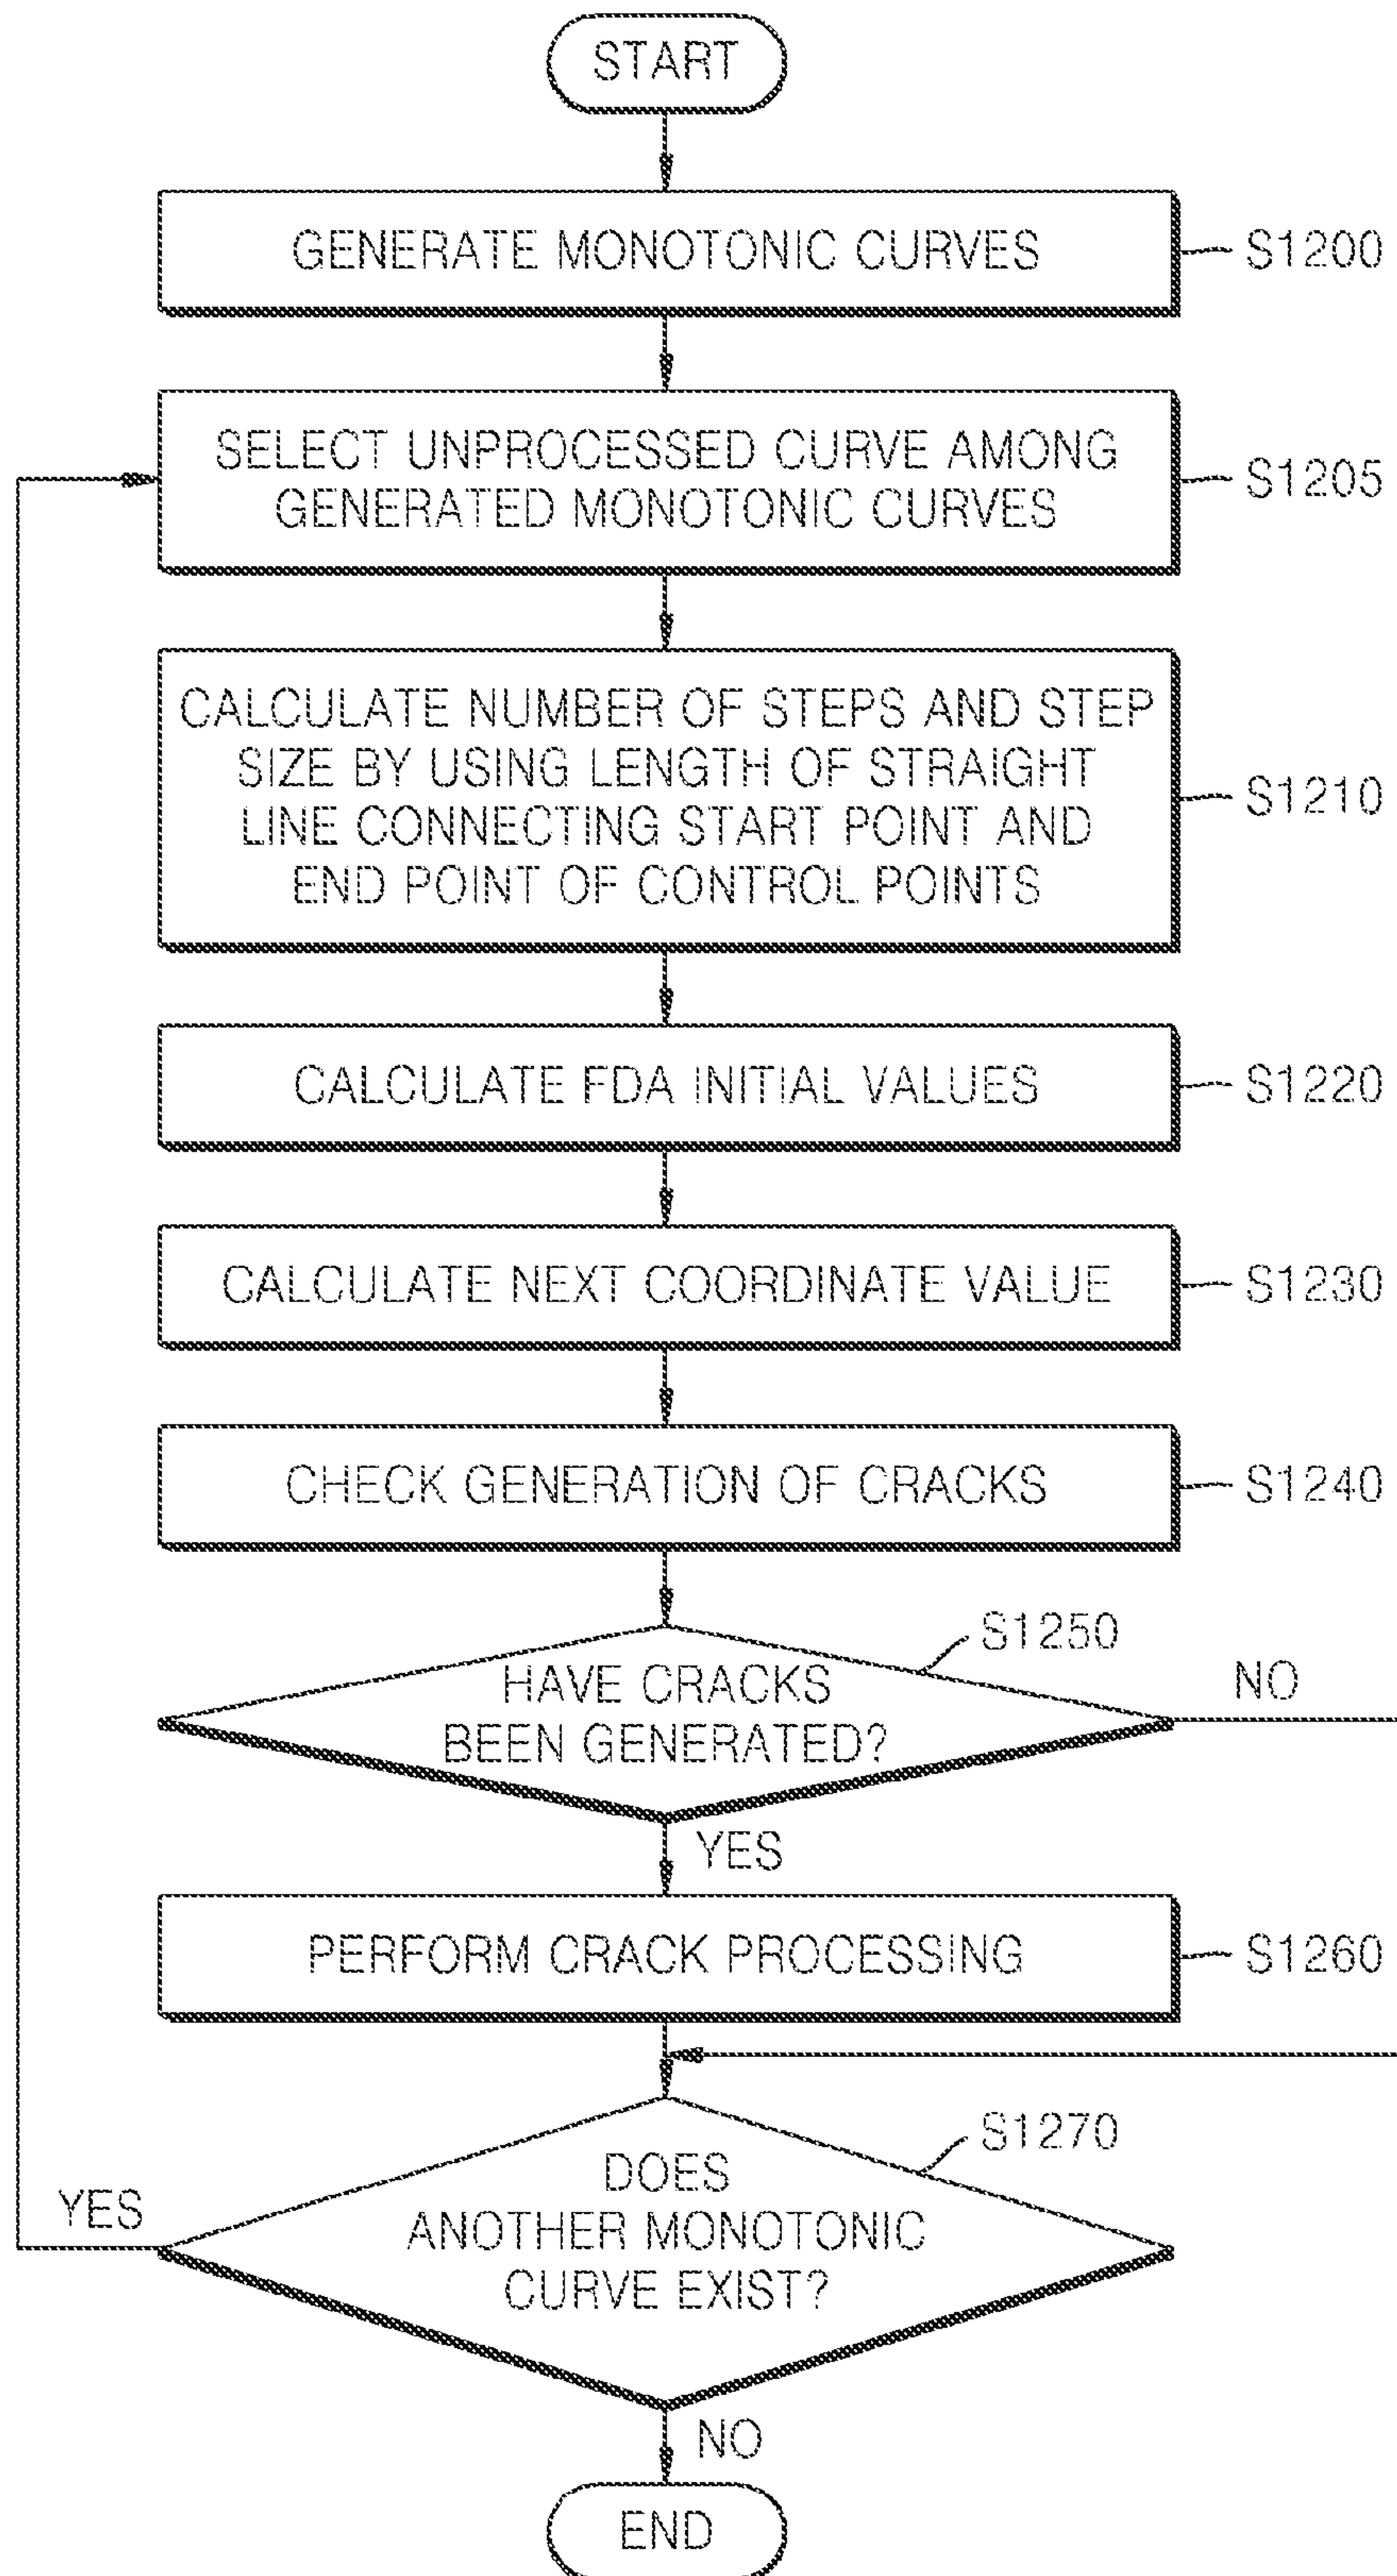 START
GENERATE MONOTONIC CURVES
S1200
SELECT UNPROCESSED CURVE AMONG
GENERATED MONOTONIC CURVES
S1205
CALCULATE NUMBER OF STEPS AND STEP
SIZE BY USING LENGTH OF STRAIGHT
LINE CONNECTING START POINT AND
END POINT OF CONTROL POINTS
S1210
CALCULATE FDA INITIAL VALUES
S1220
CALCULATE NEXT COORDINATE VALUE
S1230
CHECK GENERATION OF CRACKS
S1240
S1250
HAVE CRACKS
BEEN GENERATED?
NO
YES
PERFORM CRACK PROCESSING
S1260
S1270
DOES
ANOTHER MONOTONIC
CURVE EXIST?
YES
NO
END